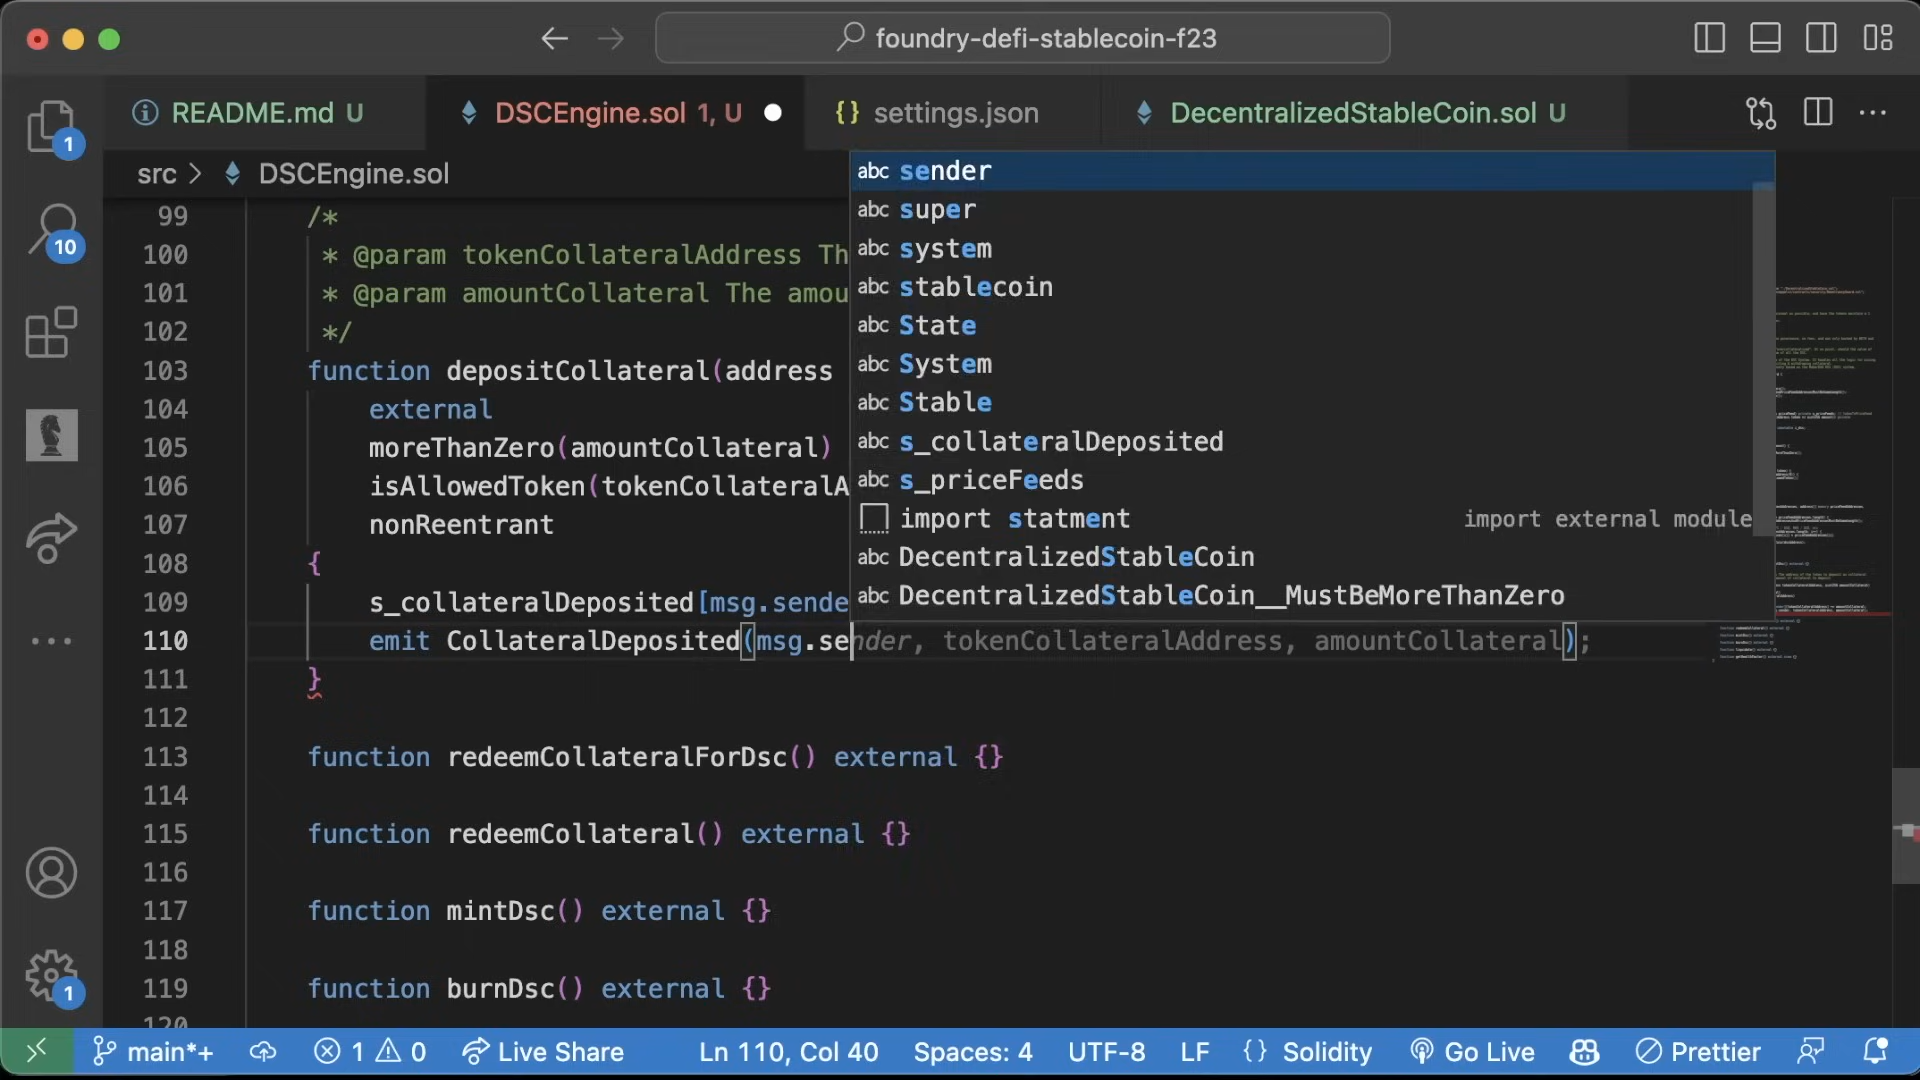 foundry-defi-stablecoin-f23
README.md U
DSCEngine.sol 1, U
settings.json
DecentralizedStableCoin.sol U
1
10
src > DSCEngine.sol
abc sender
abc super
abc system
abc stablecoin
abc State
abc System
abc Stable
abc s_collateralDeposited
abc s_priceFeeds
import statment import external module
abc DecentralizedStableCoin
abc DecentralizedStableCoin__MustBeMoreThanZero
99 /*
100 * @param tokenCollateralAddress Th
101 * @param amountCollateral The amou
102 */
103 function depositCollateral(address
104 external
105 moreThanZero(amountCollateral)
106 isAllowedToken(tokenCollateralA
107 nonReentrant
108 {
109 s_collateralDeposited[msg.sende
110 emit CollateralDeposited(msg.sender, tokenCollateralAddress, amountCollateral);
111 }
112
113 function redeemCollateralForDsc() external {}
114
115 function redeemCollateral() external {}
116
117 function mintDsc() external {}
118
119 function burnDsc() external {}
120
1
main*+ 1 0 Live Share Ln 110, Col 40 Spaces: 4 UTF-8 LF {} Solidity Go Live Prettier